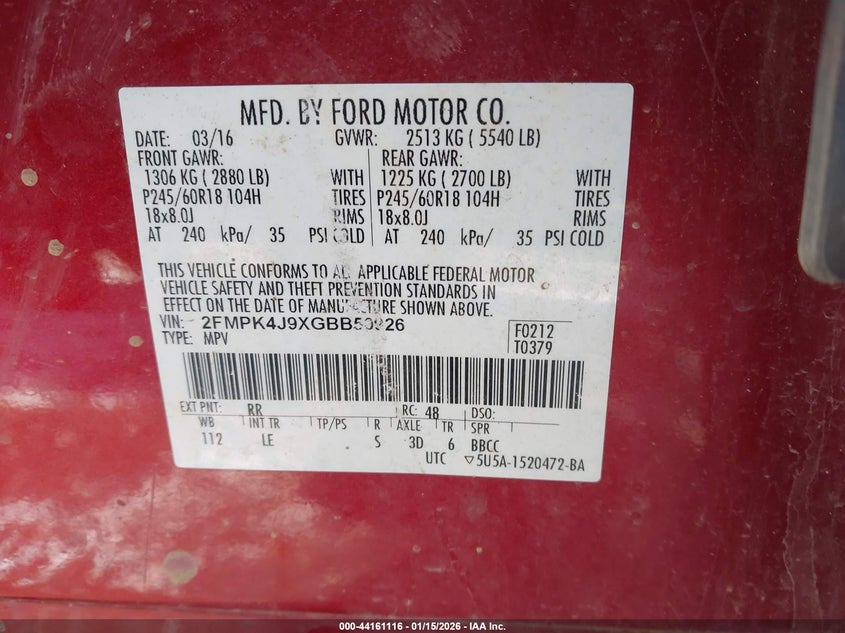 MFD. BY FORD MOTOR CO.
DATE: 03/16 GVWR: 2513 KG ( 5540 LB)
FRONT GAWR: REAR GAWR:
1306 KG ( 2880 LB) WITH 1225 KG ( 2700 LB) WITH
P245/60R18 104H TIRES P245/60R18 104H TIRES
18x8.0J RIMS 18x8.0J RIMS
AT 240 kPa/ 35 PSI COLD AT 240 kPa/ 35 PSI COLD
THIS VEHICLE CONFORMS TO ALL APPLICABLE FEDERAL MOTOR
VEHICLE SAFETY AND THEFT PREVENTION STANDARDS IN
EFFECT ON THE DATE OF MANUFACTURE SHOWN ABOVE.
VIN: 2FMPK4J9XGBB50926 F0212
TYPE: MPV T0379
EXT PNT: RR RC: 48 DSO:
WB INT TR TP/PS R AXLE TR SPR
112 LE S 3D 6 BBCC
UTC ▽5U5A-1520472-BA
000-44161116 - 01/15/2026 - IAA Inc.